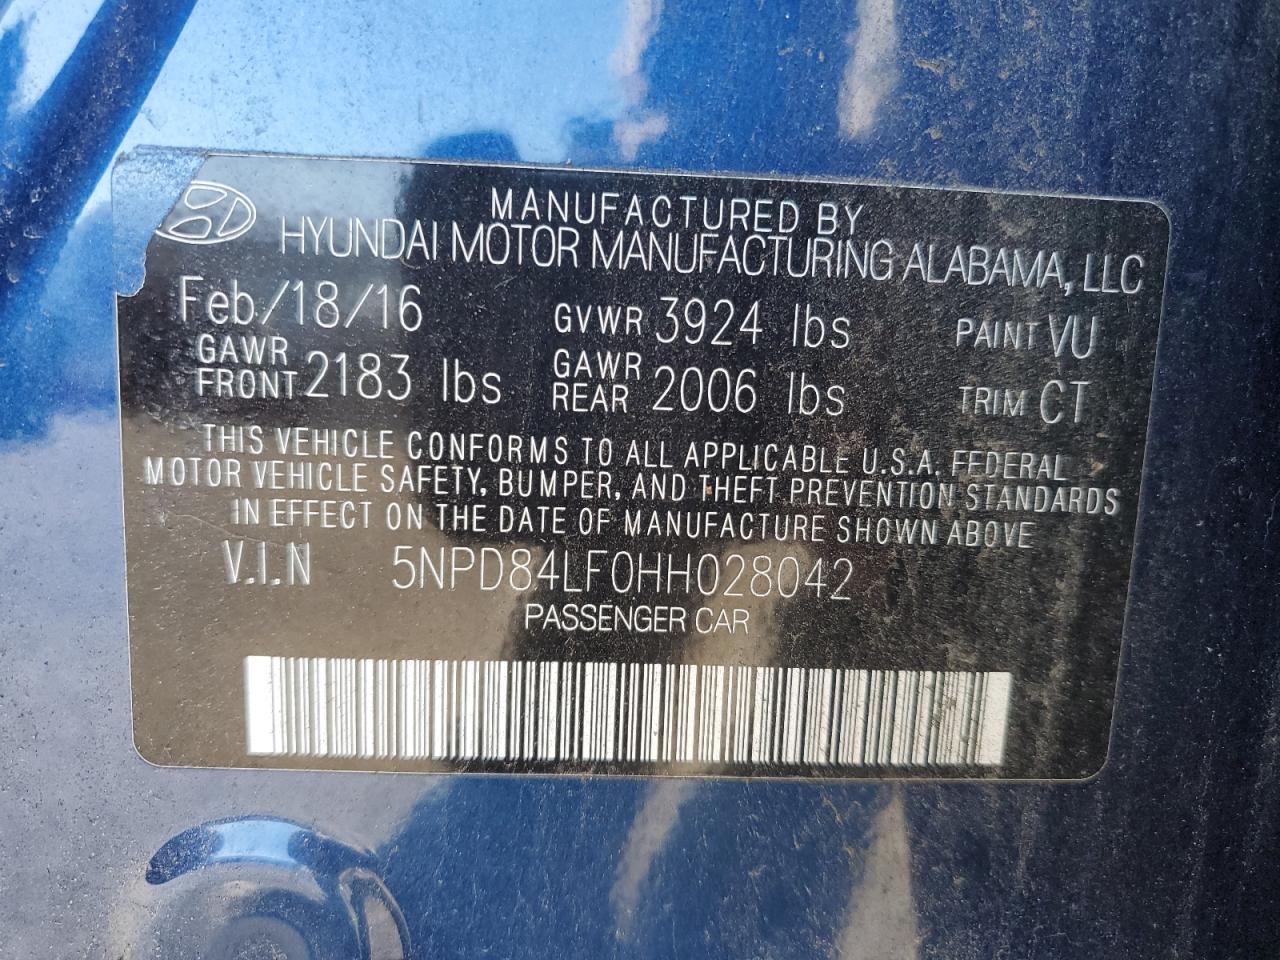 MANUFACTURED BY
HYUNDAI MOTOR MANUFACTURING ALABAMA, LLC
Feb/18/16 GVWR 3924 lbs PAINT VU
GAWR FRONT 2183 lbs GAWR REAR 2006 lbs TRIM CT
THIS VEHICLE CONFORMS TO ALL APPLICABLE U.S.A. FEDERAL
MOTOR VEHICLE SAFETY, BUMPER, AND THEFT PREVENTION STANDARDS
IN EFFECT ON THE DATE OF MANUFACTURE SHOWN ABOVE
V.I.N 5NPD84LF0HH028042
PASSENGER CAR